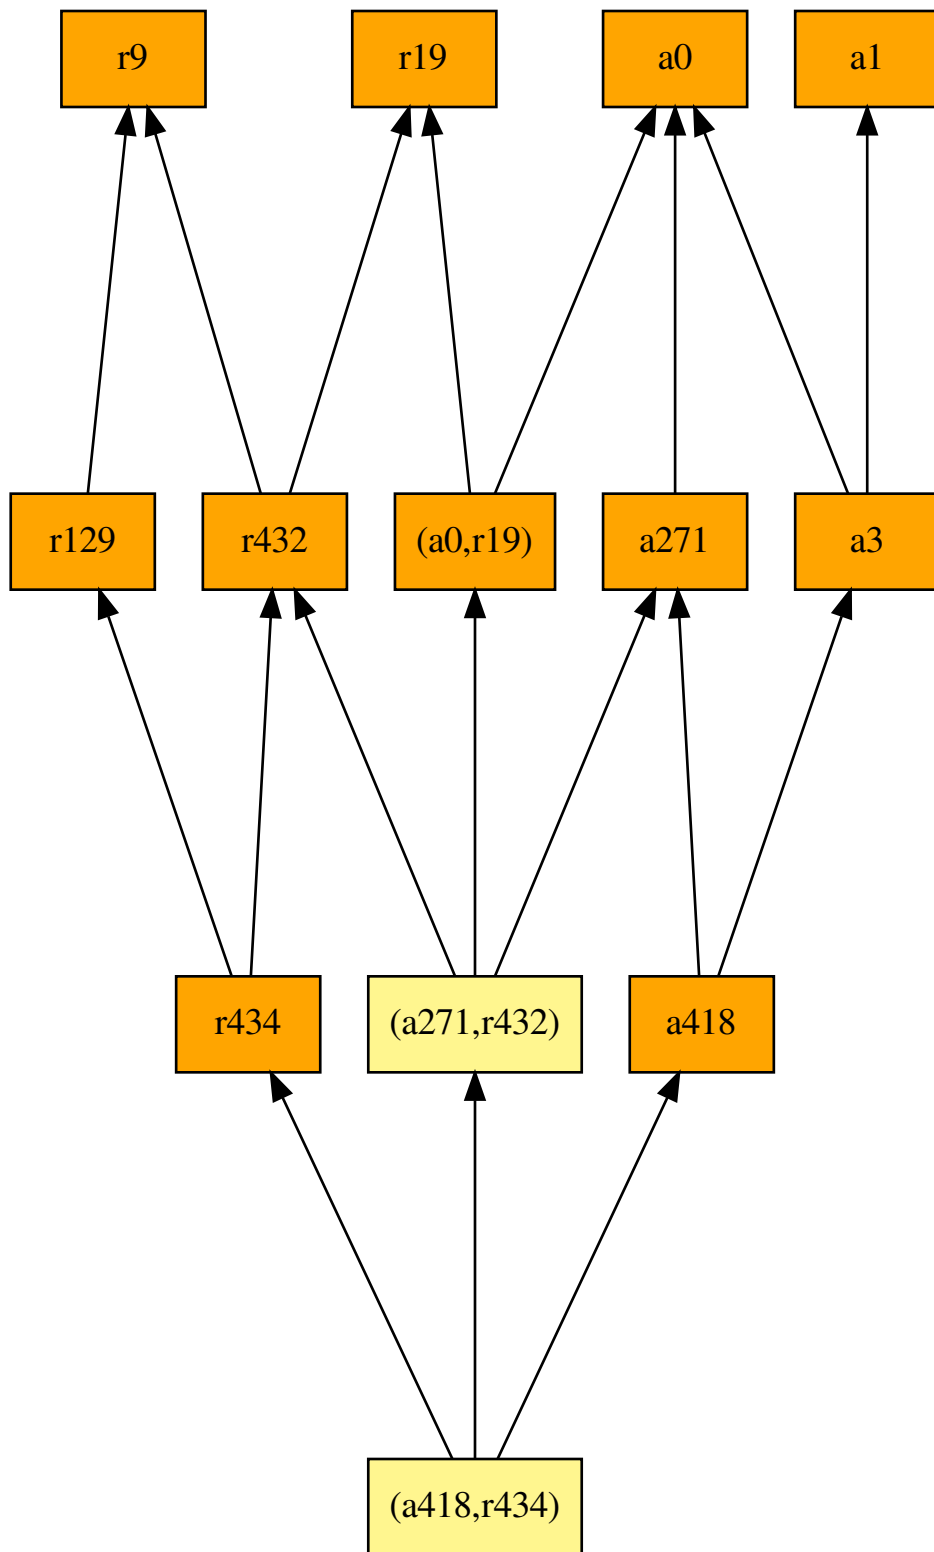 r9
r19
a0
a1
r129
r432
(a0,r19)
a271
a3
r434
(a271,r432)
a418
(a418,r434)